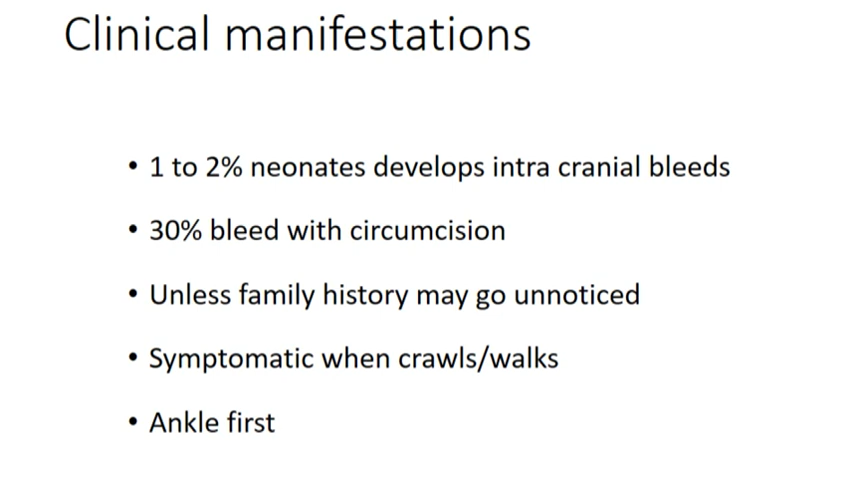 Clinical manifestations
• 1 to 2% neonates develops intra cranial bleeds
• 30% bleed with circumcision
• Unless family history may go unnoticed
• Symptomatic when crawls/walks
• Ankle first